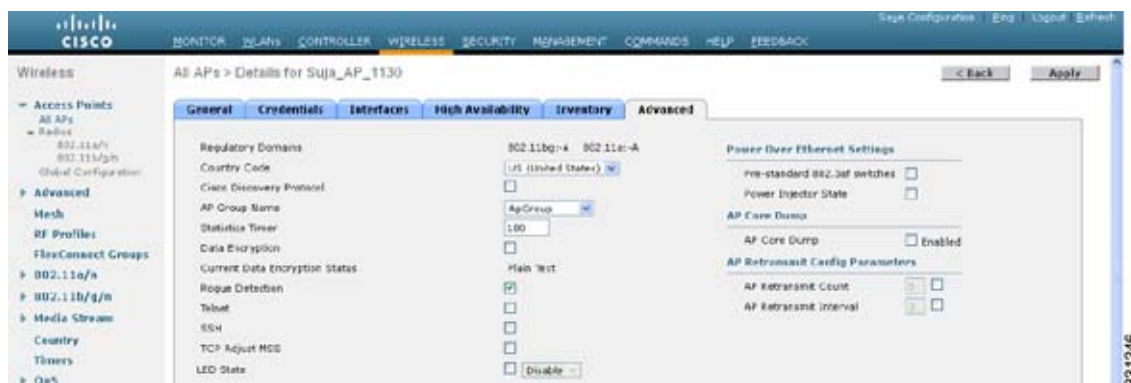 Save Configuration | Ping | Logout | Refresh
CISCO
MONITOR WLANs CONTROLLER WIRELESS SECURITY MANAGEMENT COMMANDS HELP FEEDBACK
Wireless
All APs > Details for Suja_AP_1130
< Back
Apply
Access Points
All APs
Radios
802.11a/n
802.11b/g/n
Global Configuration
Advanced
Mesh
RF Profiles
FlexConnect Groups
802.11a/n
802.11b/g/n
Media Stream
Country
Timers
QoS
General Credentials Interfaces High Availability Inventory Advanced
Regulatory Domains 802.11bg:-A 802.11a:-A
Country Code US (United States)
Cisco Discovery Protocol
AP Group Name ApGroup
Statistics Timer 180
Data Encryption
Current Data Encryption Status Plain Text
Rogue Detection
Telnet
SSH
TCP Adjust MSS
LED State Disable
Power Over Ethernet Settings
Pre-standard 802.3af switches
Power Injector State
AP Core Dump
AP Core Dump Enabled
AP Retransmit Config Parameters
AP Retransmit Count
AP Retransmit Interval